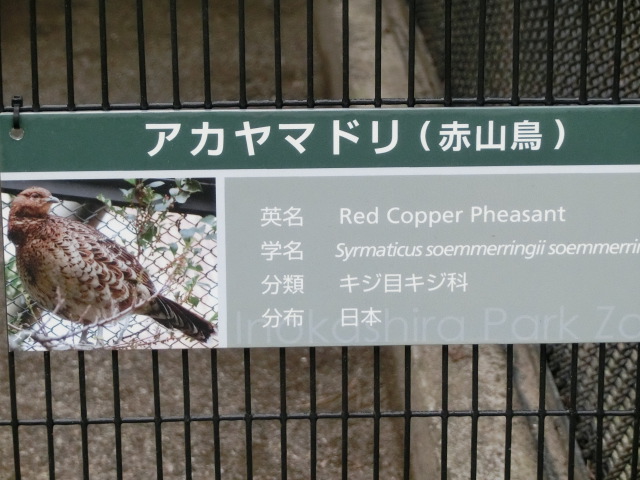 アカヤマドリ(赤山鳥)
英名 Red Copper Pheasant
学名 Syrmaticus soemmerringii soemmerrin
分類 キジ目キジ科
分布 日本
Inokashira Park Zo